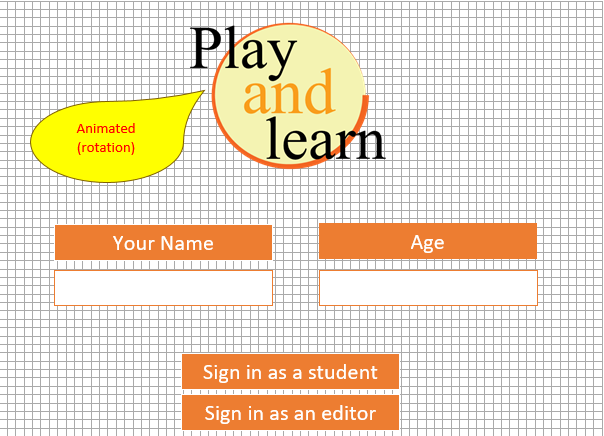 Play
and
learn
Animated
(rotation)
Your Name
Age
Sign in as a student
Sign in as an editor